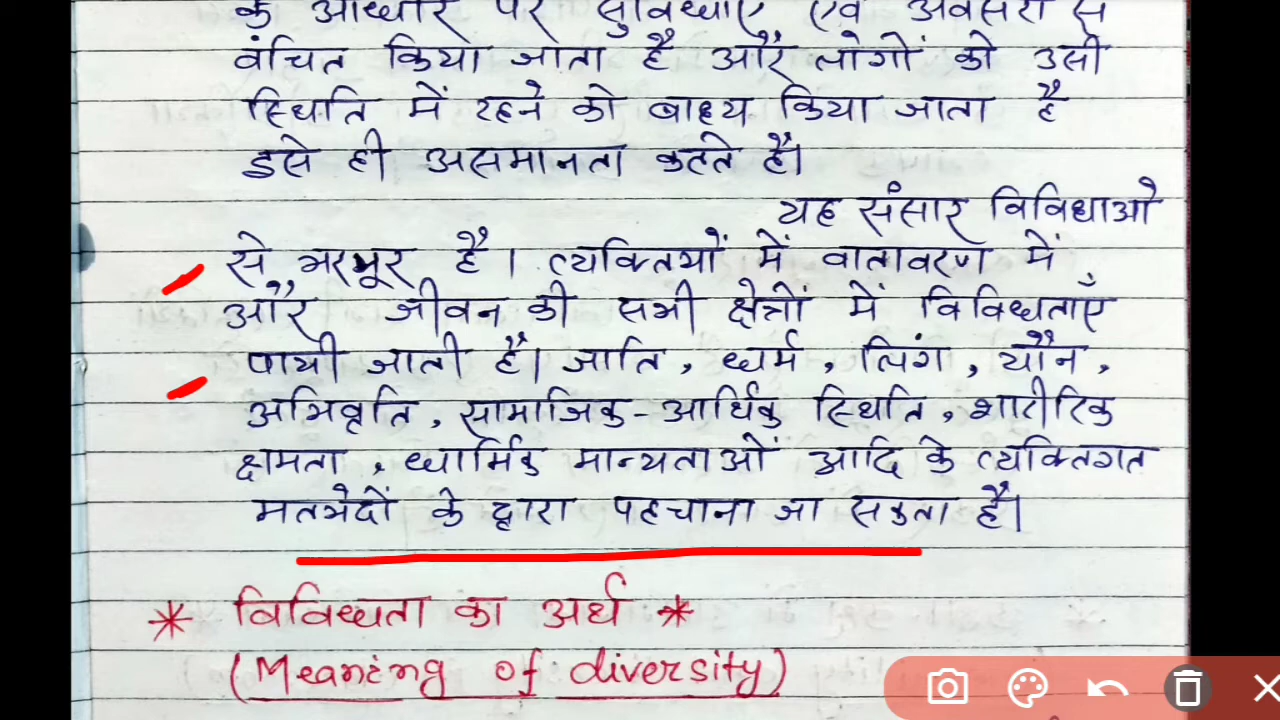 के आधार पर सुविधाए एवं अवसरों से
वंचित किया जाता है और लोगों को उसी
स्थिति में रहने को बाह्य किया जाता है
इसे ही असमानता कहते है।
यह संसार विविधाओ
से भरभूर है। व्यक्तियों में वातावरण में
और जीवन की सभी क्षेत्रों में विविधताएँ
पायी जाती है। जाति, धर्म, लिंग, यौन,
अभिवृति, सामाजिक-आर्थिक स्थिति, शारीरिक
क्षमता, धार्मिक मान्यताओं आदि के व्यक्तिगत
मतभेदों के द्वारा पहचाना जा सकता है।
* विविधता का अर्थ *
(Meaning of diversity)